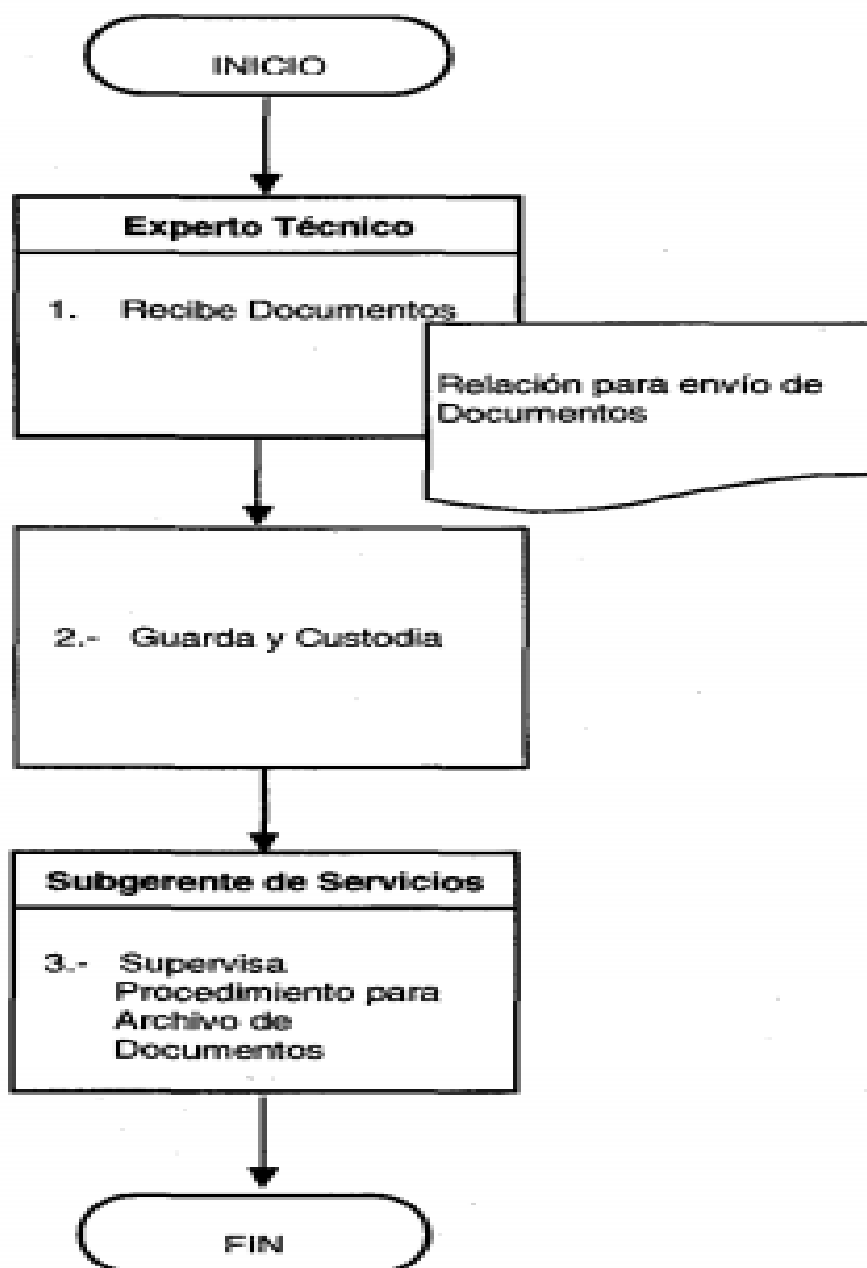 INICIO
Experto Técnico
1. Recibe Documentos
Relación para envío de
Documentos
2.- Guarda y Custodia
Subgerente de Servicios
3.- Supervisa
Procedimiento para
Archivo de
Documentos
FIN